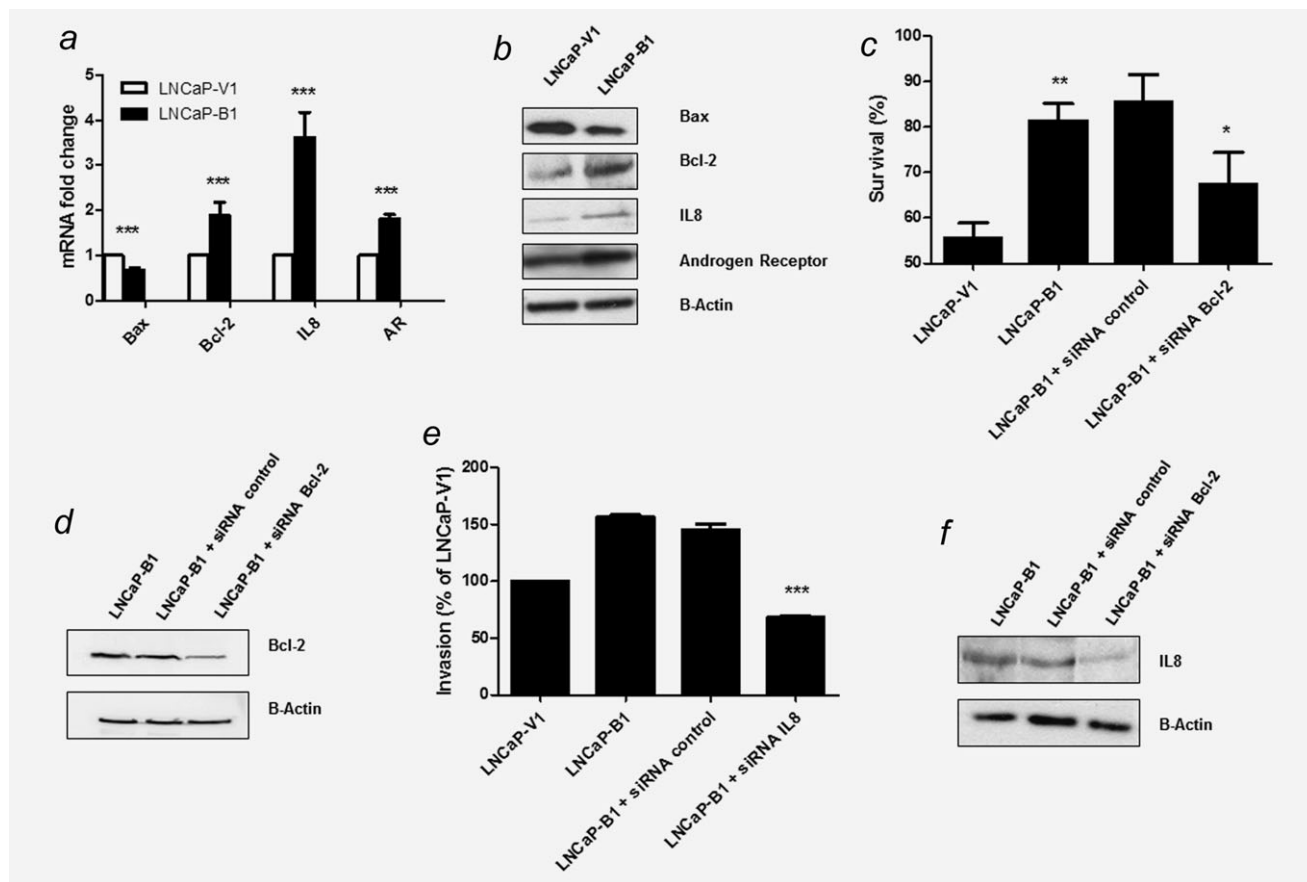 a
mRNA fold change
5
4
3
2
1
0
LNCaP-V1
LNCaP-B1
***
***
***
***
Bax
Bcl-2
IL8
AR
b
LNCaP-V1
LNCaP-B1
Bax
Bcl-2
IL8
Androgen Receptor
B-Actin
c
Survival (%)
100
90
80
70
60
50
**
*
LNCaP-V1
LNCaP-B1
LNCaP-B1 + siRNA control
LNCaP-B1 + siRNA Bcl-2
d
LNCaP-B1
LNCaP-B1 + siRNA control
LNCaP-B1 + siRNA Bcl-2
Bcl-2
B-Actin
e
Invasion (% of LNCaP-V1)
200
150
100
50
0
***
LNCaP-V1
LNCaP-B1
LNCaP-B1 + siRNA control
LNCaP-B1 + siRNA IL8
f
LNCaP-B1
LNCaP-B1 + siRNA control
LNCaP-B1 + siRNA Bcl-2
IL8
B-Actin